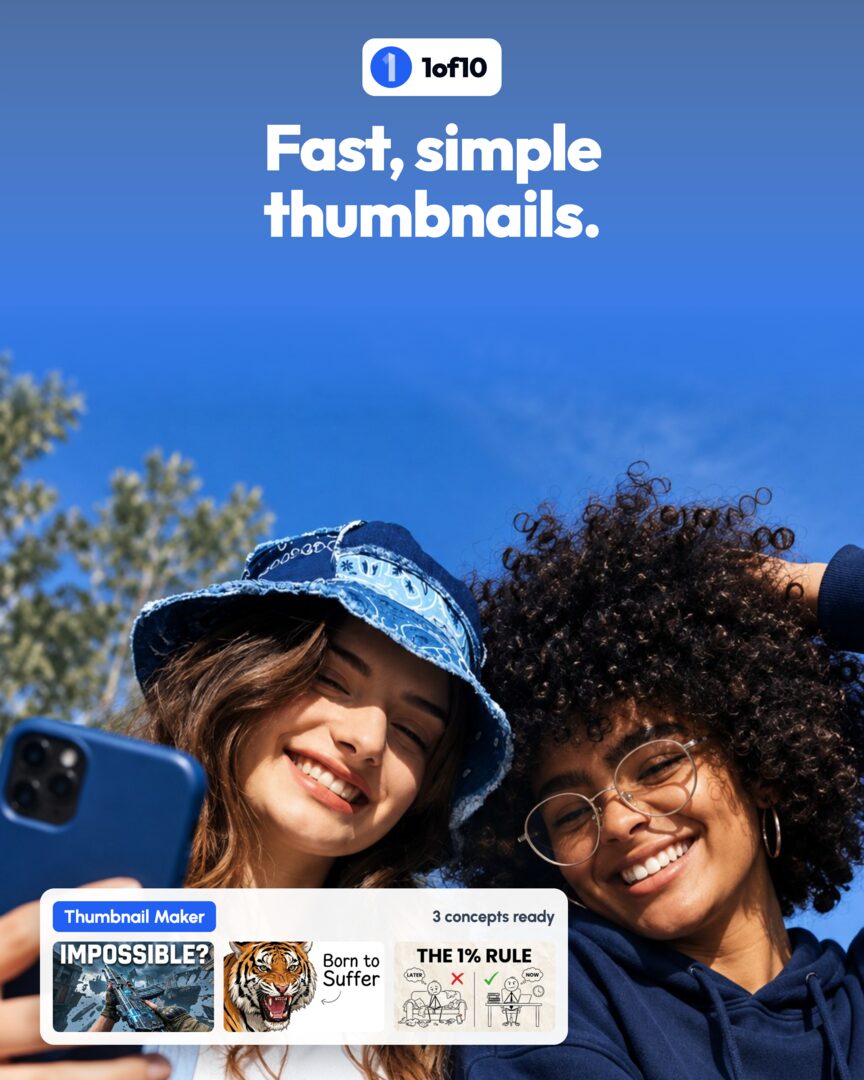 1of10
Fast, simple
thumbnails.
Thumbnail Maker
3 concepts ready
IMPOSSIBLE?
Born to
Suffer
THE 1% RULE
LATER
NOW